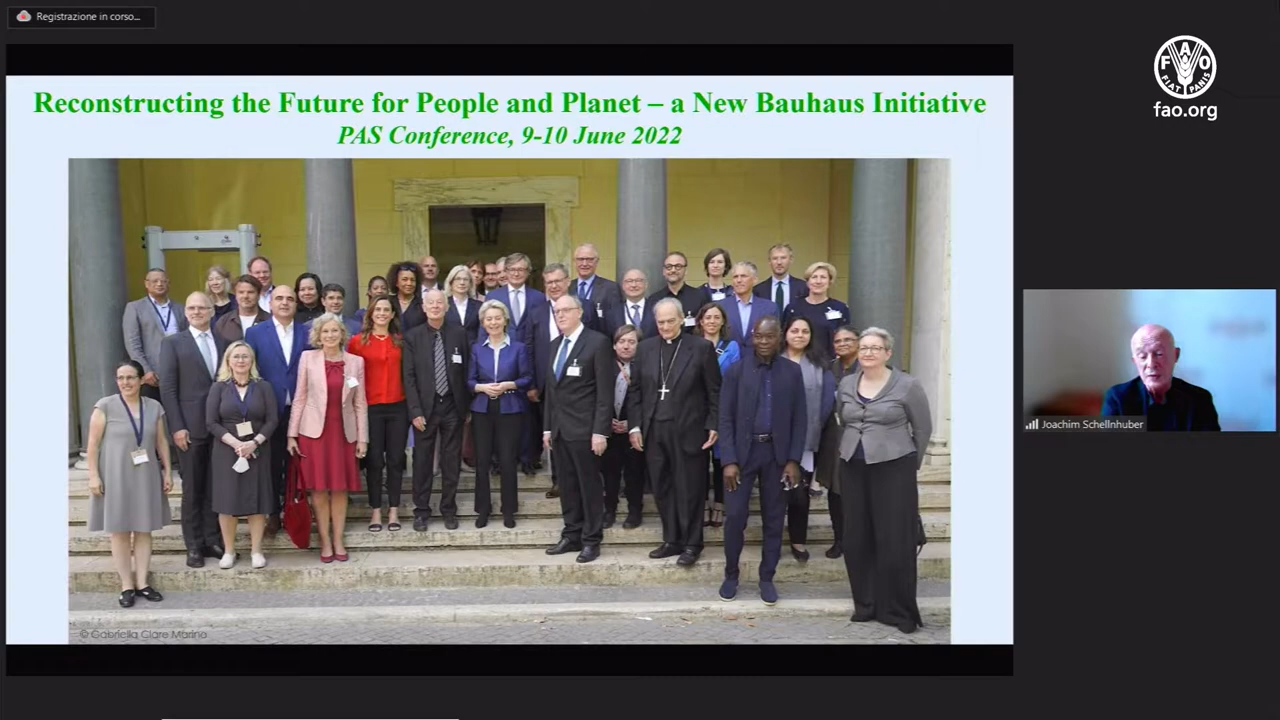 Registrazione in corso...
Reconstructing the Future for People and Planet – a New Bauhaus Initiative
PAS Conference, 9-10 June 2022
© Gabriella Clare Marino
F A O
FIAT PANIS
fao.org
Joachim Schellnhuber